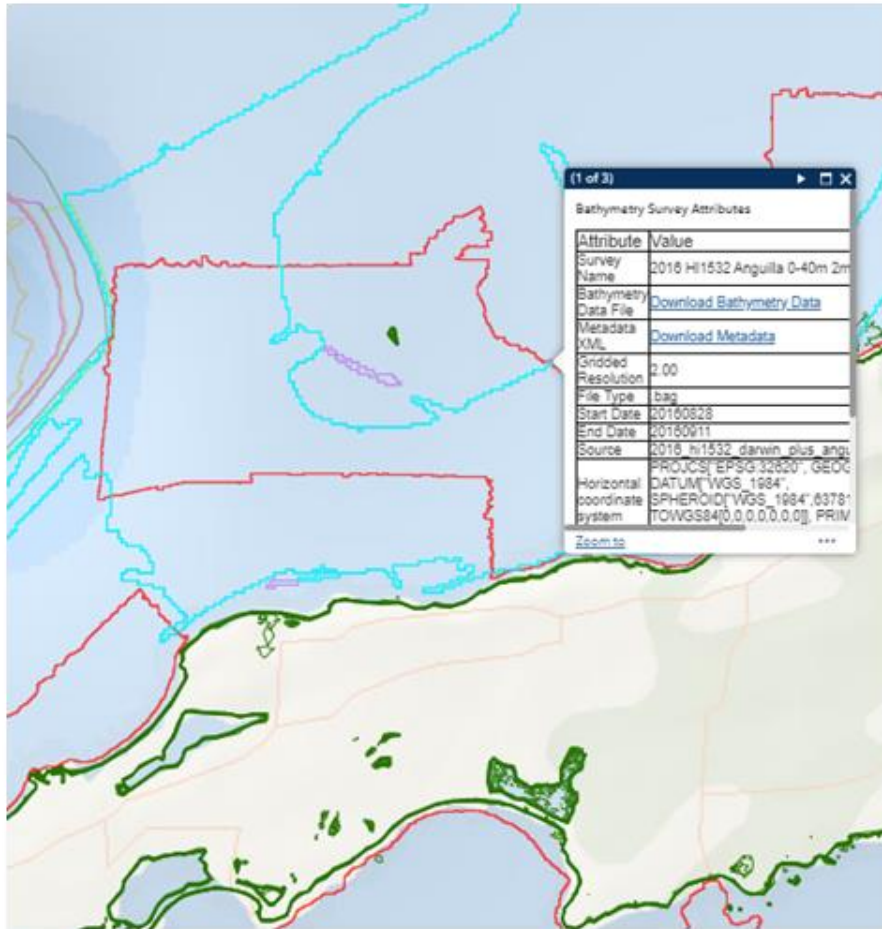 (1 of 3)
Bathymetry Survey Attributes
Attribute Value
Survey Name 2016 HI1532 Anguilla 0-40m 2m
Bathymetry Data File Download Bathymetry Data
Metadata XML Download Metadata
Gridded Resolution 2.00
File Type .bag
Start Date 20160828
End Date 20160911
Source 2016_hi1532_darwin_plus_angu
Horizontal coordinate system PROJCS["EPSG:32620", GEOG
DATUM["WGS_1984",
SPHEROID["WGS_1984",63781
TOWGS84[0,0,0,0,0,0,0]], PRIM
Zoom to